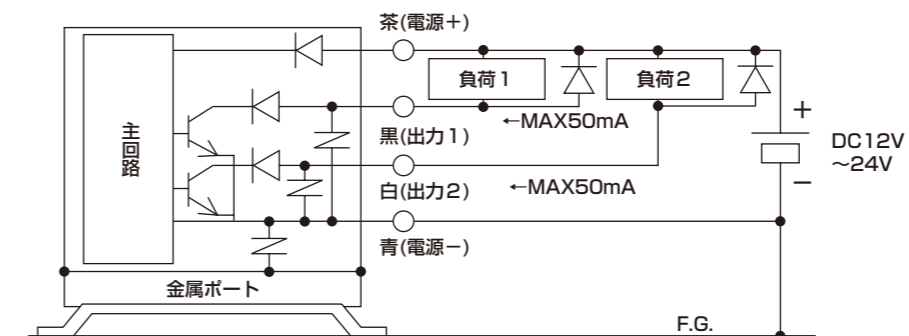 茶(電源＋)
負荷1
負荷2
主回路
←MAX50mA
黒(出力1)
＋
DC12V
～24V
←MAX50mA
白(出力2)
－
青(電源－)
金属ポート
F.G.